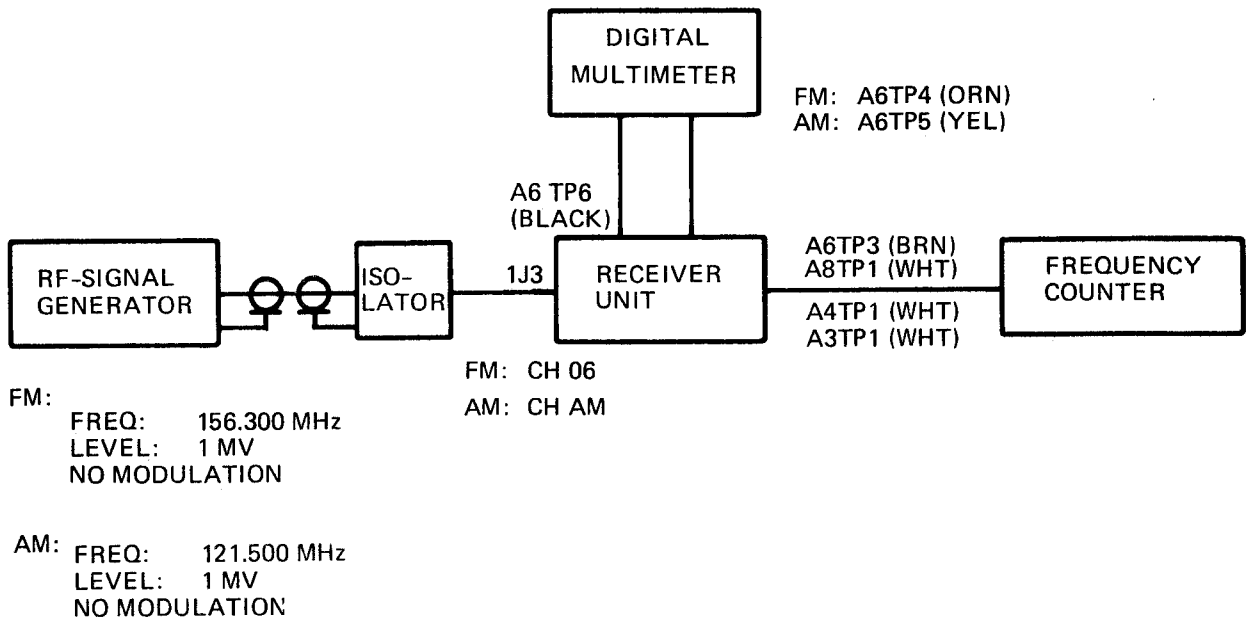 DIGITAL
MULTIMETER
FM: A6TP4 (ORN)
AM: A6TP5 (YEL)
A6 TP6
(BLACK)
RF-SIGNAL
GENERATOR
ISO-
LATOR
1J3
RECEIVER
UNIT
A6TP3 (BRN)
A8TP1 (WHT)
A4TP1 (WHT)
A3TP1 (WHT)
FREQUENCY
COUNTER
FM: CH 06
AM: CH AM
FM:
FREQ: 156.300 MHz
LEVEL: 1 MV
NO MODULATION
AM: FREQ: 121.500 MHz
LEVEL: 1 MV
NO MODULATION